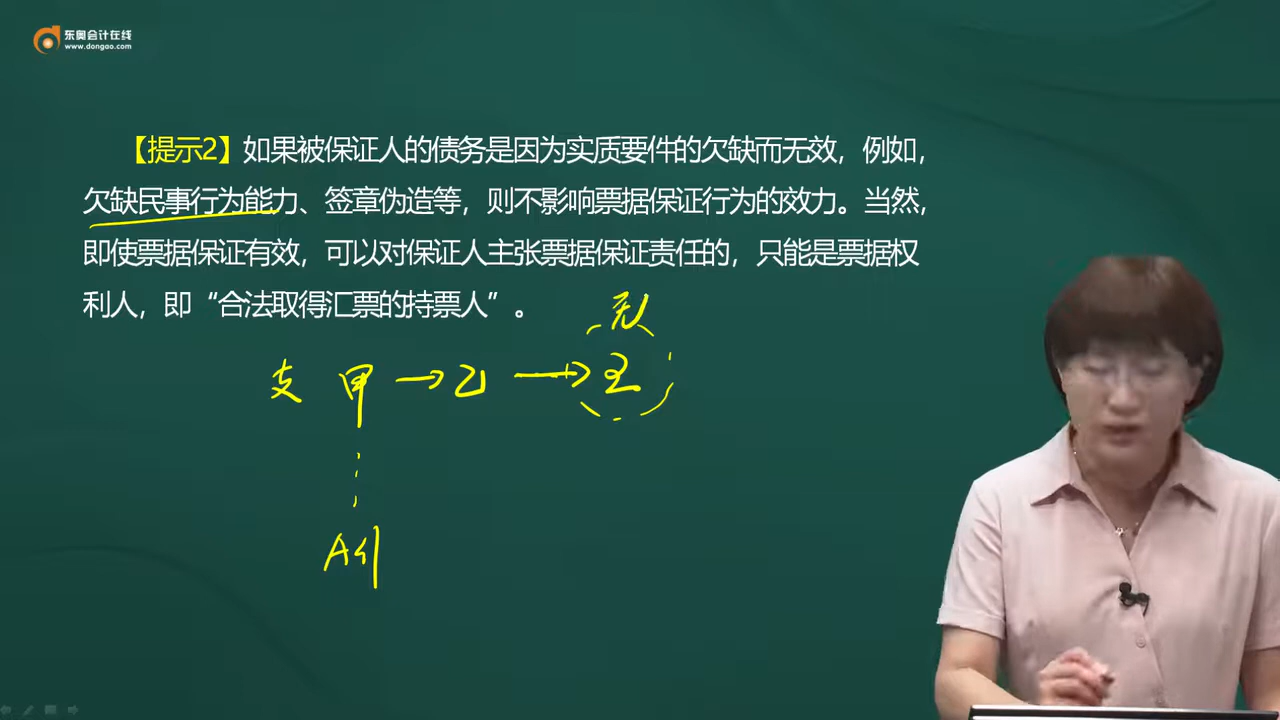 东奥会计在线
www.dongao.com
【提示2】如果被保证人的债务是因为实质要件的欠缺而无效，例如，
欠缺民事行为能力、签章伪造等，则不影响票据保证行为的效力。当然，
即使票据保证有效，可以对保证人主张票据保证责任的，只能是票据权
利人，即“合法取得汇票的持票人”。
无
支 甲 → 乙 →
A行